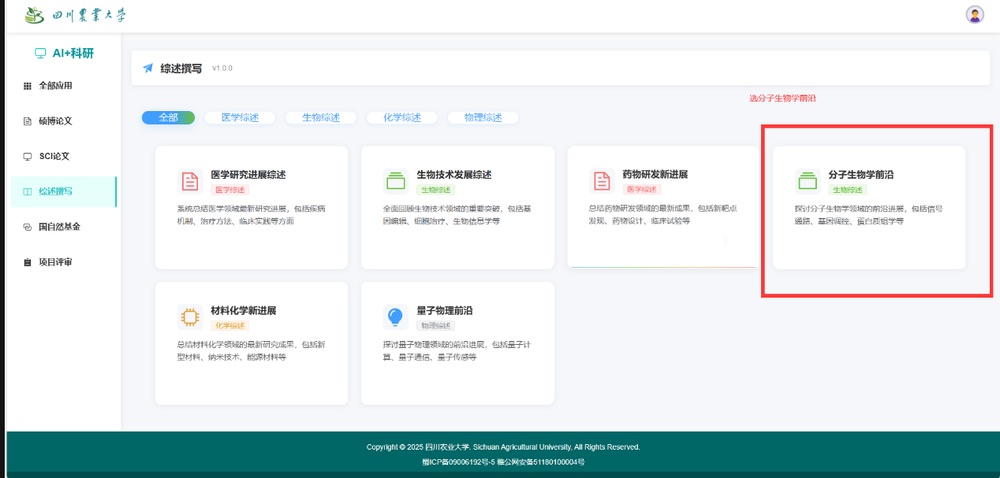 四川農業大学
AI+科研
全部应用
硕博论文
SCI论文
综述撰写
国自然基金
项目评审
综述撰写 v1.0.0
选分子生物学前沿
全部 医学综述 生物综述 化学综述 物理综述
医学研究进展综述
医学综述
系统总结医学领域最新研究进展，包括疾病
机制、治疗方法、临床实践等方面
生物技术发展综述
生物综述
全面回顾生物技术领域的重要突破，包括基
因编辑、细胞治疗、生物信息学等
药物研发新进展
医学综述
总结药物研发领域的最新成果，包括新靶点
发现、药物设计、临床试验等
分子生物学前沿
生物综述
探讨分子生物学领域的前沿进展，包括信号
通路、基因调控、蛋白质组学等
材料化学新进展
化学综述
总结材料化学领域的最新研究成果，包括新
型材料、纳米技术、能源材料等
量子物理前沿
物理综述
探讨量子物理领域的前沿进展，包括量子计
算、量子通信、量子传感等
Copyright © 2025 四川农业大学. Sichuan Agricultural University, All Rights Reserved.
蜀ICP备09006192号-5 雅公网安备51180100004号